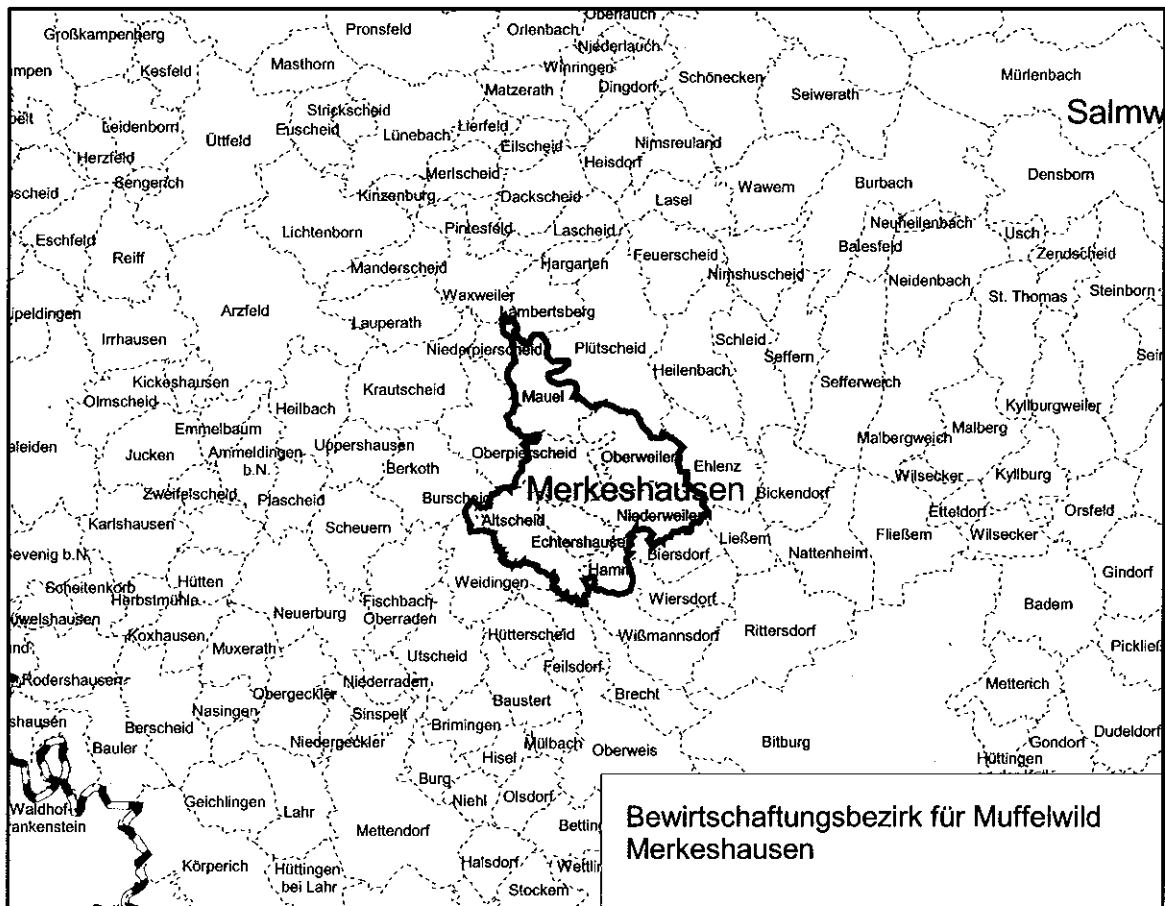 Oberlauch
Pronsfeld
Orlenbach
Großkampenberg
Niederlauch
Masthorn
Winringen
Kesfeld
Schönecken
Mürlenbach
Matzerath
Dingdorf
Seiwerath
Strickscheid
Salmw
Leidenborn
Euscheid
Lierfeld
Üttfeld
Lünebach
Eilscheid
Nimsreuland
Herzfeld
Heisdorf
Merlscheid
Densborn
Sengerich
Wawern
Burbach
Kinzenburg
Dackscheid
Lasel
Neuheilenbach
Lichtenborn
Pintesfeld
Lascheid
Usch
Eschfeld
Balesfeld
Reiff
Feuerscheid
Zendscheid
Manderscheid
Hargarten
Nimshuscheid
Neidenbach
Waxweiler
St. Thomas
Steinborn
Arzfeld
Lambertsberg
Lauperath
Irrhausen
Schleid
Niederpierscheid
Plütscheid
Seffern
Heilenbach
Kickeshausen
Sefferweich
Krautscheid
Mauel
Olmscheid
Heilbach
Kyllburgweiler
Emmelbaum
Malberg
Malbergweich
Uppershausen
Ammeldingen
b.N.
Oberpierscheid
Oberweiler
Jucken
Berkoth
Ehlenz
Wilsecker
Kyllburg
Zweifelscheid
Plascheid
Burscheid
Merkeshausen
Bickendorf
Etteldorf
Orsfeld
Karlshausen
Altscheid
Niederweiler
Scheuern
Echtershausen
Ließem
Fließem
Wilsecker
Sevenig b.N.
Biersdorf
Nattenheim
Hamm
Gindorf
Scheitenkorb
Hütten
Weidingen
Herbstmühle
Fischbach-
Oberraden
Wiersdorf
Badem
Neuerburg
Koxhausen
Hütterscheid
Wißmannsdorf
Rittersdorf
Muxerath
Utscheid
Pickließ
Feilsdorf
Rodershausen
Niederraden
Metterich
Obergeckler
Baustert
Brecht
Nasingen
Sinspelt
Berscheid
Brimingen
Dudeldorf
Niedergeckler
Mülbach
Bitburg
Gondorf
Bauler
Oberweis
Hisel
Hüttingen
Burg
Geichlingen
Niehl
Olsdorf
Waldhof-
Lahr
Mettendorf
Körperich
Hüttingen
bei Lahr
Halsdorf
Stockem
Bewirtschaftungsbezirk für Muffelwild
Merkeshausen